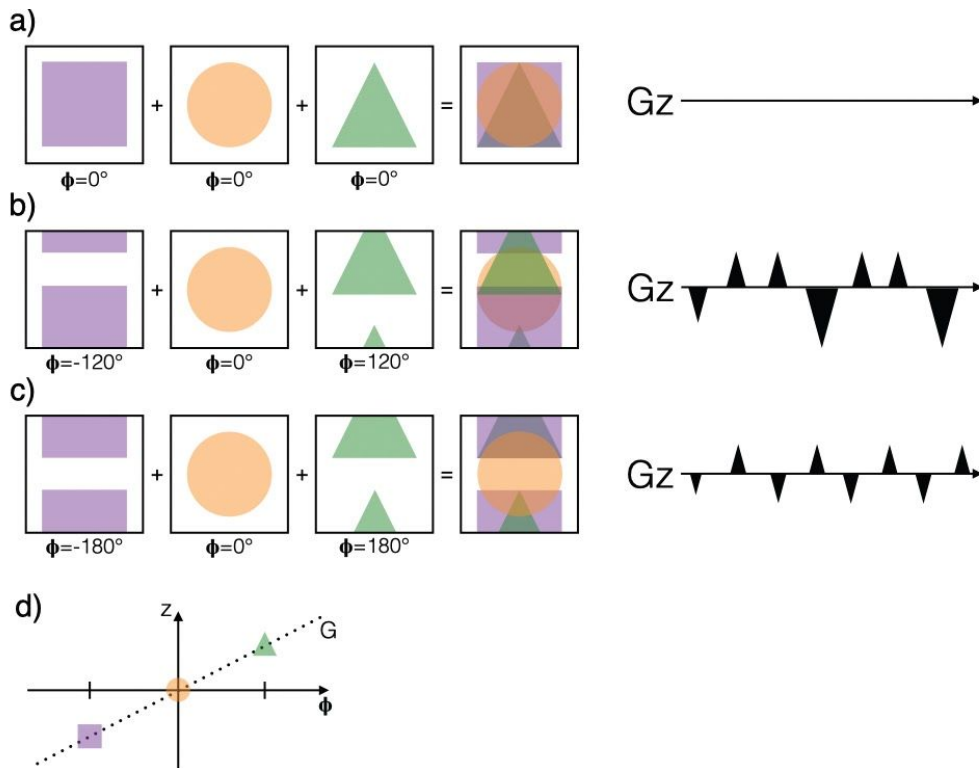 a)
+ + =
Gz
ϕ=0° ϕ=0° ϕ=0°
b)
+ + =
Gz
ϕ=-120° ϕ=0° ϕ=120°
c)
+ + =
Gz
ϕ=-180° ϕ=0° ϕ=180°
d)
z
G
ϕ